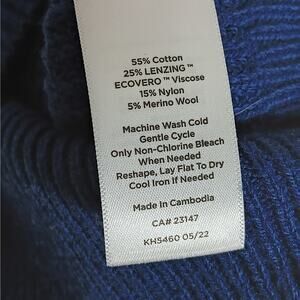 55% Cotton
25% LENZING™
ECOVERO™ Viscose
15% Nylon
5% Merino Wool
Machine Wash Cold
Gentle Cycle
Only Non-Chlorine Bleach
When Needed
Reshape, Lay Flat To Dry
Cool Iron If Needed
Made In Cambodia
CA# 23147
KH5460 05/22